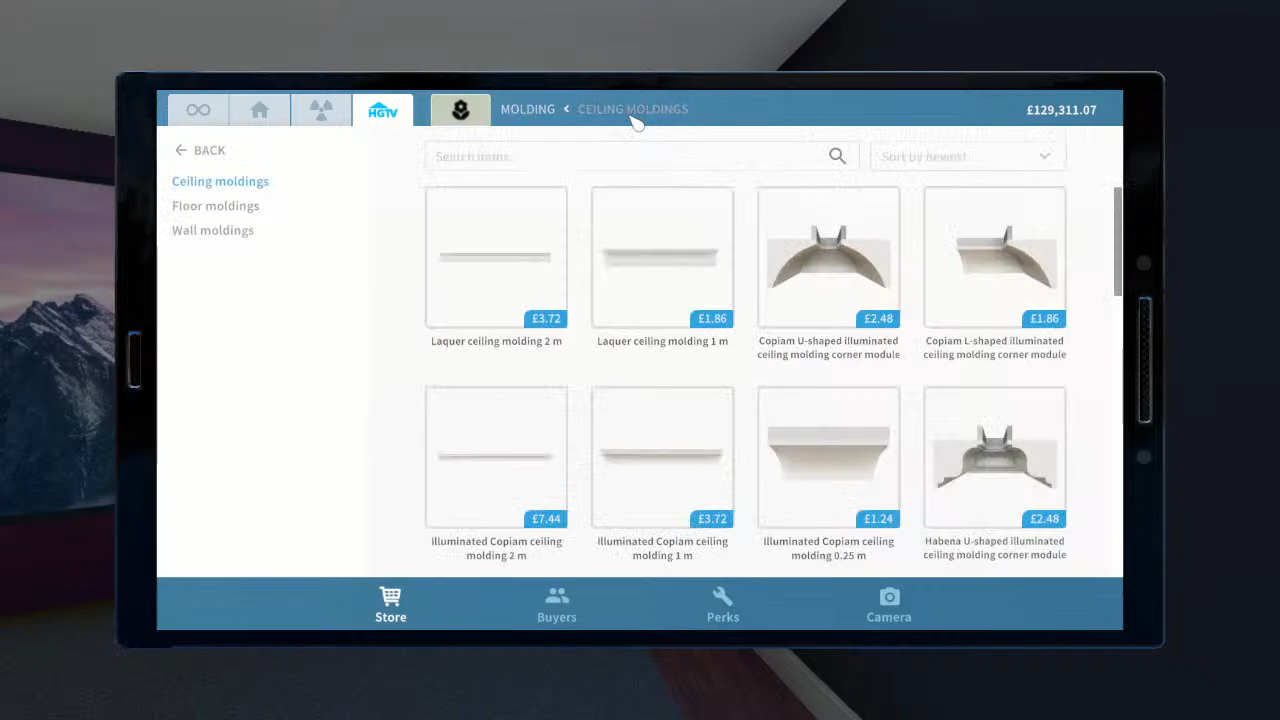 HGTV
MOLDING < CEILING MOLDINGS
£129,311.07
BACK
Search items.
Sort by newest
Ceiling moldings
Floor moldings
Wall moldings
£3.72
£1.86
£2.48
£1.86
Laquer ceiling molding 2 m
Laquer ceiling molding 1 m
Copiam U-shaped illuminated
ceiling molding corner module
Copiam L-shaped illuminated
ceiling molding corner module
£7.44
£3.72
£1.24
£2.48
Illuminated Copiam ceiling
molding 2 m
Illuminated Copiam ceiling
molding 1 m
Illuminated Copiam ceiling
molding 0.25 m
Habena U-shaped illuminated
ceiling molding corner module
Store
Buyers
Perks
Camera